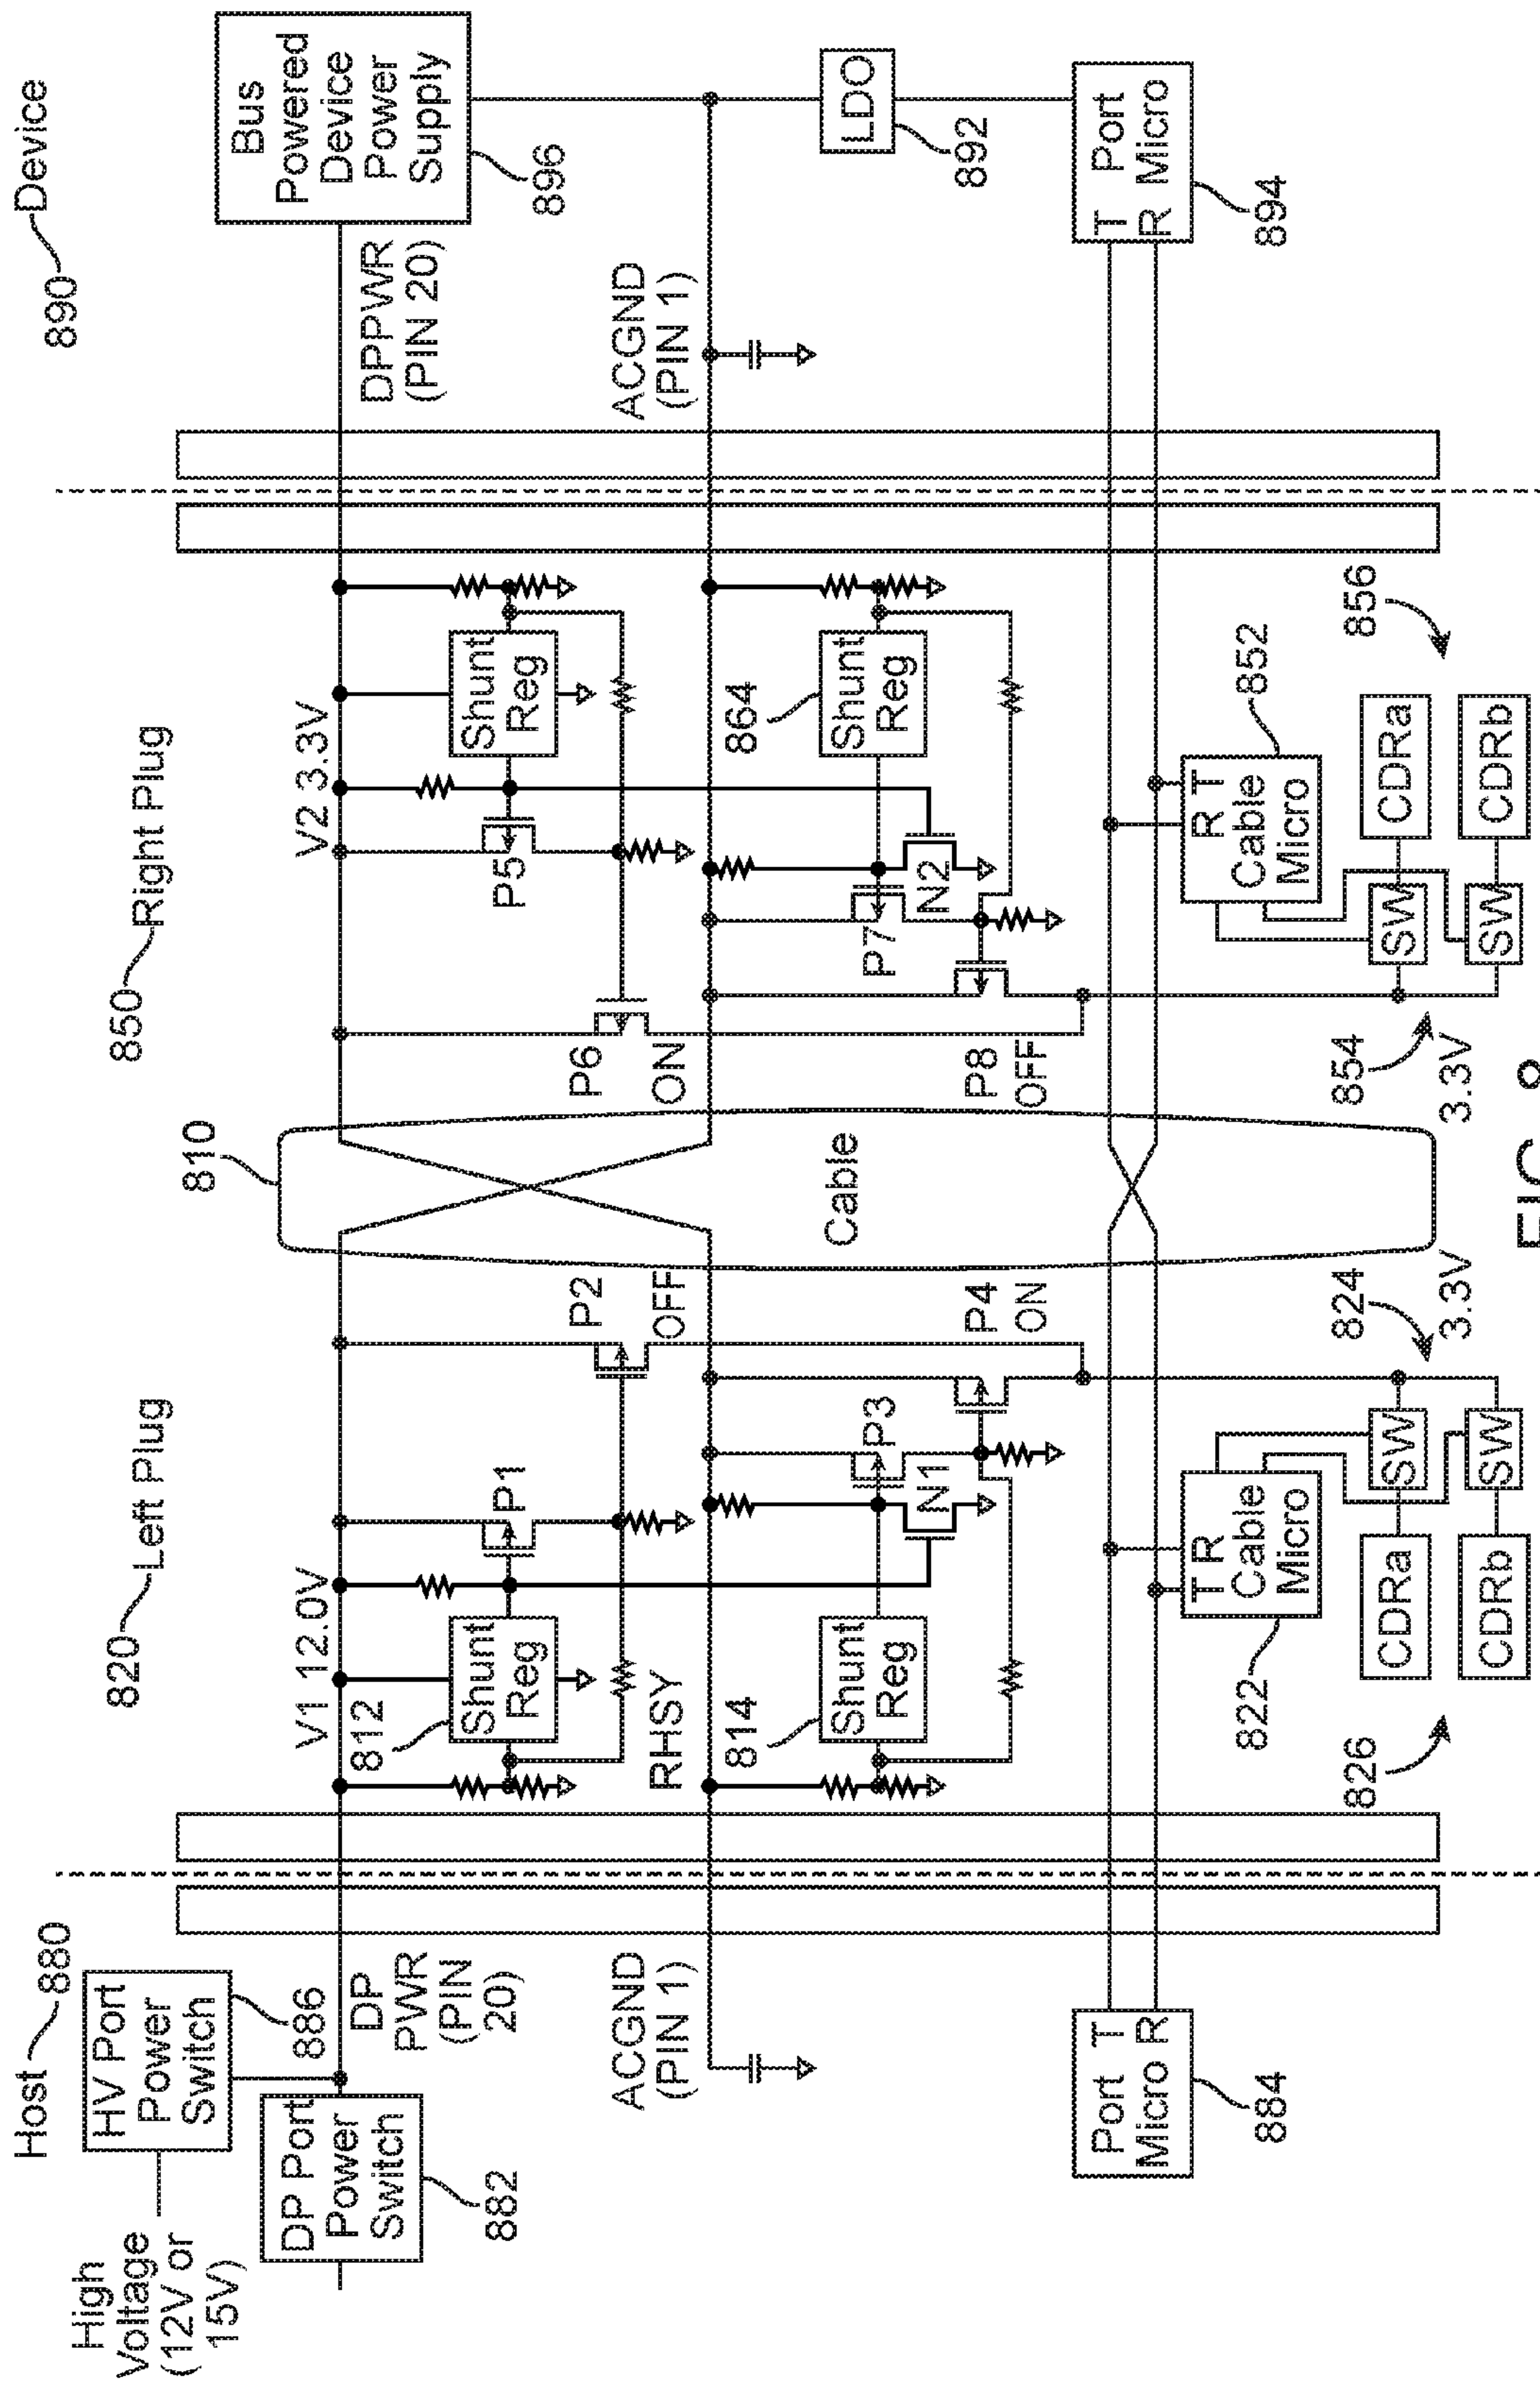 Host 880
High
Voltage
(12V or
15V)
HV Port
Power
Switch
886
DP Port
Power
Switch
882
DP
PWR
(PIN
20)
ACGND
(PIN 1)
Port
Micro
T
R
884
820 Left Plug
V1 12.0V
812
Shunt
Reg
P1
P2
OFF
RHSY
814
Shunt
Reg
P3
N1
P4
ON
T R
Cable
Micro
822
826
CDRa
SW
CDRb
SW
824
3.3V
810
Cable
850 Right Plug
V2 3.3V
Shunt
Reg
P5
P6
ON
864
Shunt
Reg
P7
N2
P8
OFF
R T
Cable
Micro
852
856
SW
CDRa
SW
CDRb
854
3.3V
890 Device
Bus
Powered
Device
Power
Supply
896
DPPWR
(PIN 20)
ACGND
(PIN 1)
LDO
892
T
R
Port
Micro
894